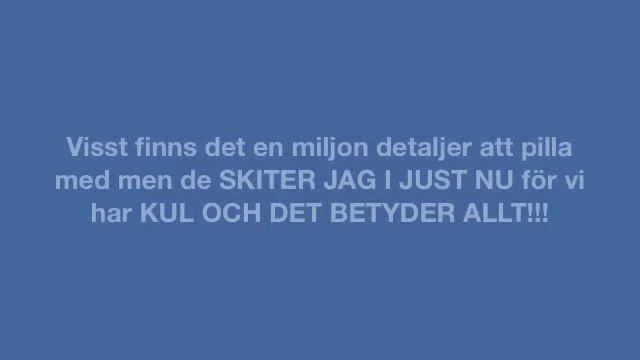 Visst finns det en miljon detaljer att pilla
med men de SKITER JAG I JUST NU för vi
har KUL OCH DET BETYDER ALLT!!!